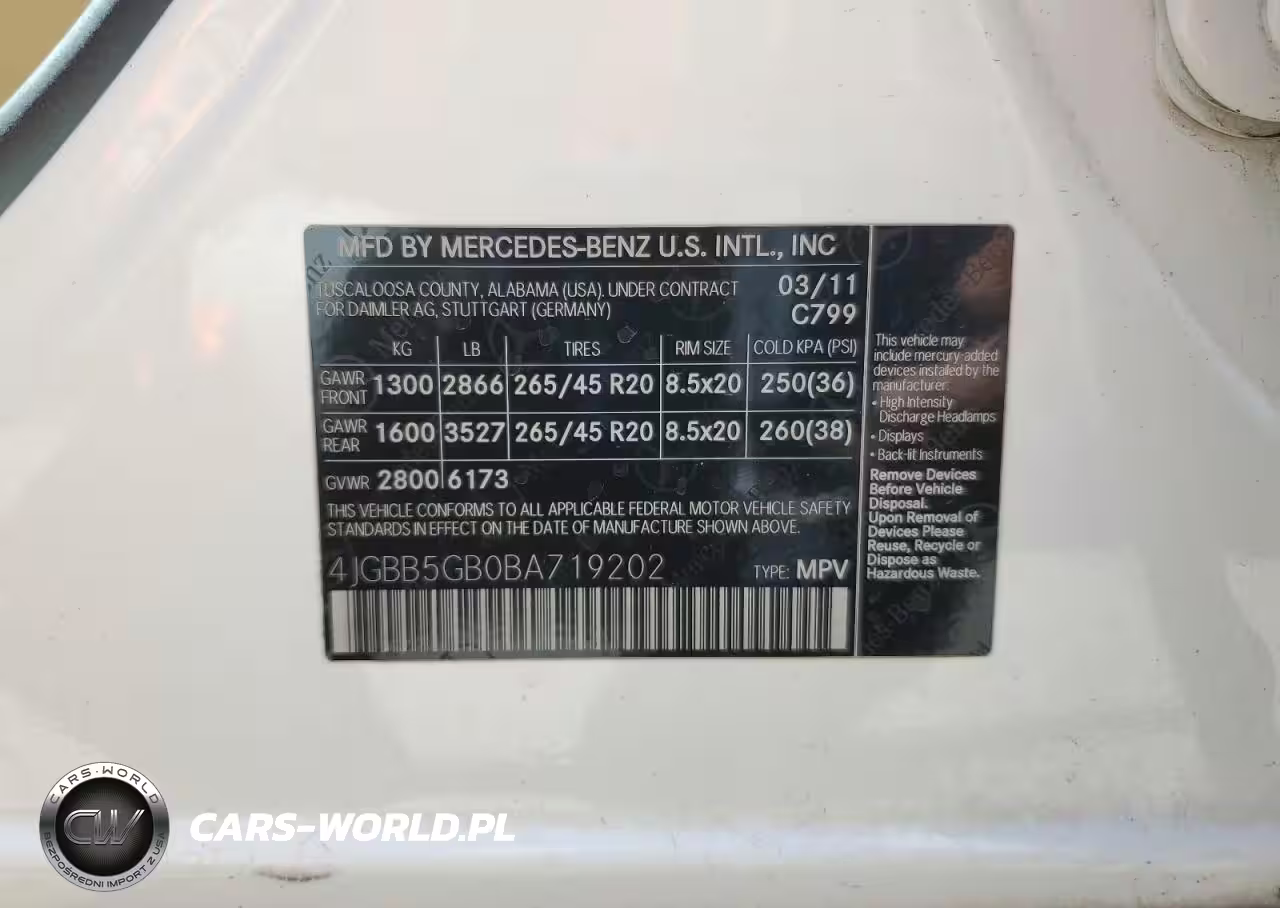 MFD BY MERCEDES-BENZ U.S. INTL., INC
TUSCALOOSA COUNTY, ALABAMA (USA). UNDER CONTRACT 03/11
FOR DAIMLER AG, STUTTGART (GERMANY) C799
KG LB TIRES RIM SIZE COLD KPA (PSI)
GAWR FRONT 1300 2866 265/45 R20 8.5x20 250(36)
GAWR REAR 1600 3527 265/45 R20 8.5x20 260(38)
GVWR 2800 6173
THIS VEHICLE CONFORMS TO ALL APPLICABLE FEDERAL MOTOR VEHICLE SAFETY
STANDARDS IN EFFECT ON THE DATE OF MANUFACTURE SHOWN ABOVE.
4JGBB5GB0BA719202 TYPE: MPV
This vehicle may
include mercury-added
devices installed by the
manufacturer:
• High Intensity
Discharge Headlamps
• Displays
• Back-lit Instruments
Remove Devices
Before Vehicle
Disposal.
Upon Removal of
Devices Please
Reuse, Recycle or
Dispose as
Hazardous Waste.
CARS-WORLD
CW
BEZPOŚREDNI IMPORT Z USA
CARS-WORLD.PL